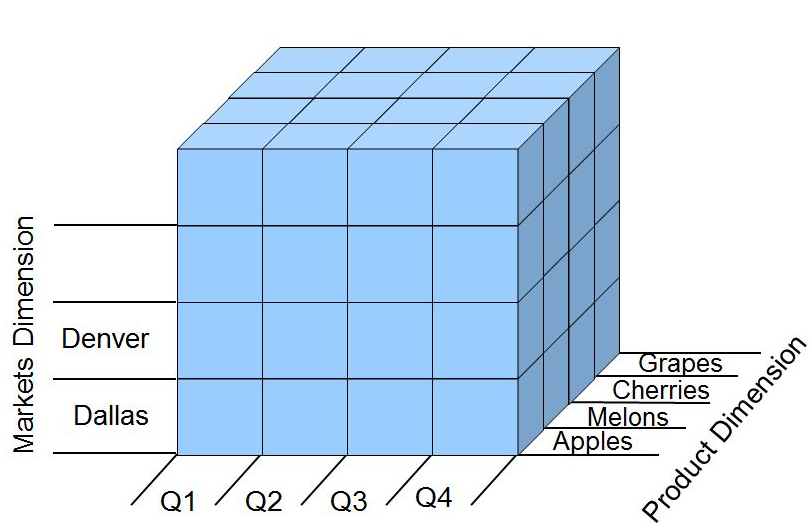 Markets Dimension
Denver
Dallas
Q1
Q2
Q3
Q4
Grapes
Cherries
Melons
Apples
Product Dimension